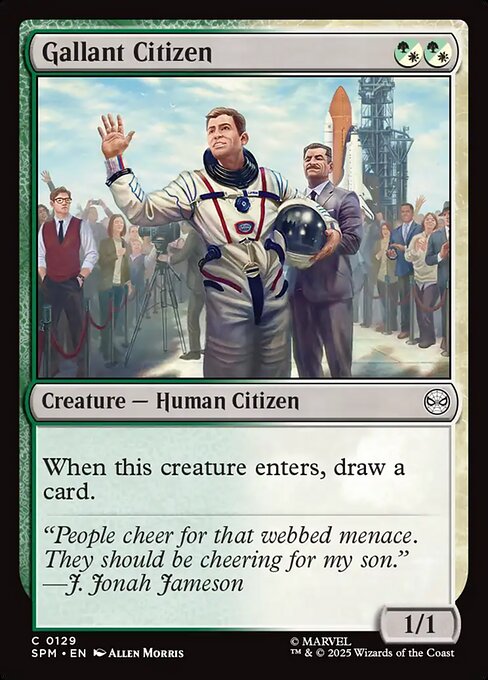 Gallant Citizen
Creature — Human Citizen
When this creature enters, draw a
card.
“People cheer for that webbed menace.
They should be cheering for my son.”
—J. Jonah Jameson
1/1
C 0129
SPM • EN Allen Morris
© MARVEL
™ & © 2025 Wizards of the Coast